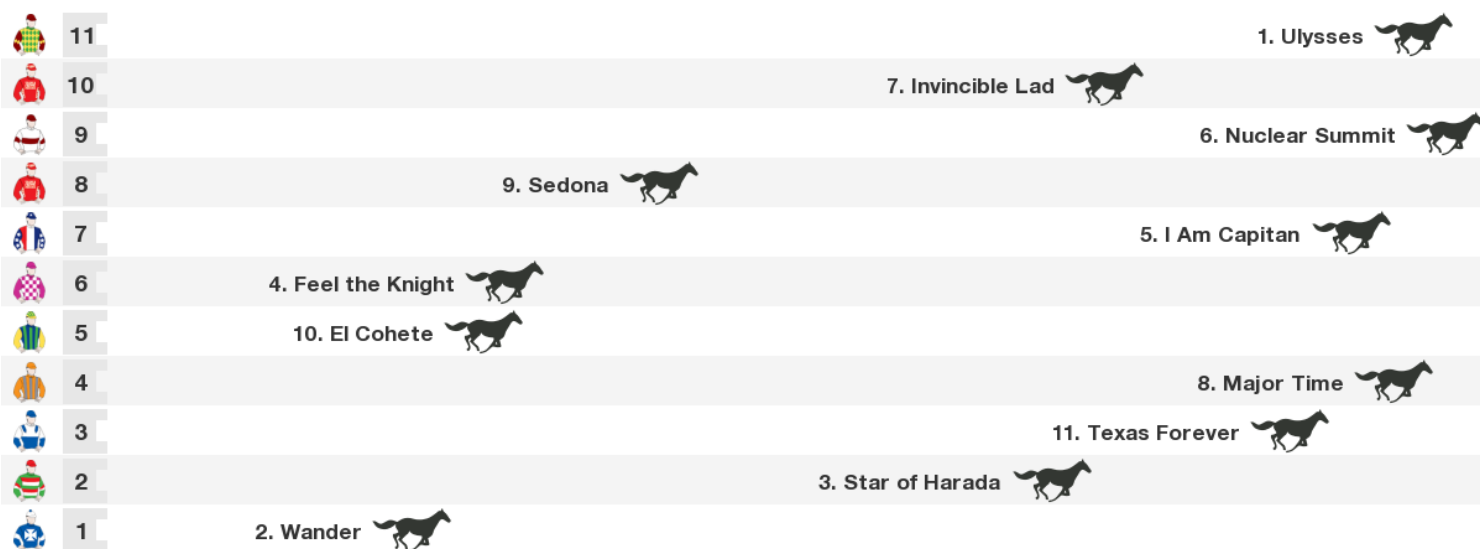 11 1. Ulysses
10 7. Invincible Lad
9 6. Nuclear Summit
8 9. Sedona
7 5. I Am Capitan
6 4. Feel the Knight
5 10. El Cohete
4 8. Major Time
3 11. Texas Forever
2 3. Star of Harada
1 2. Wander